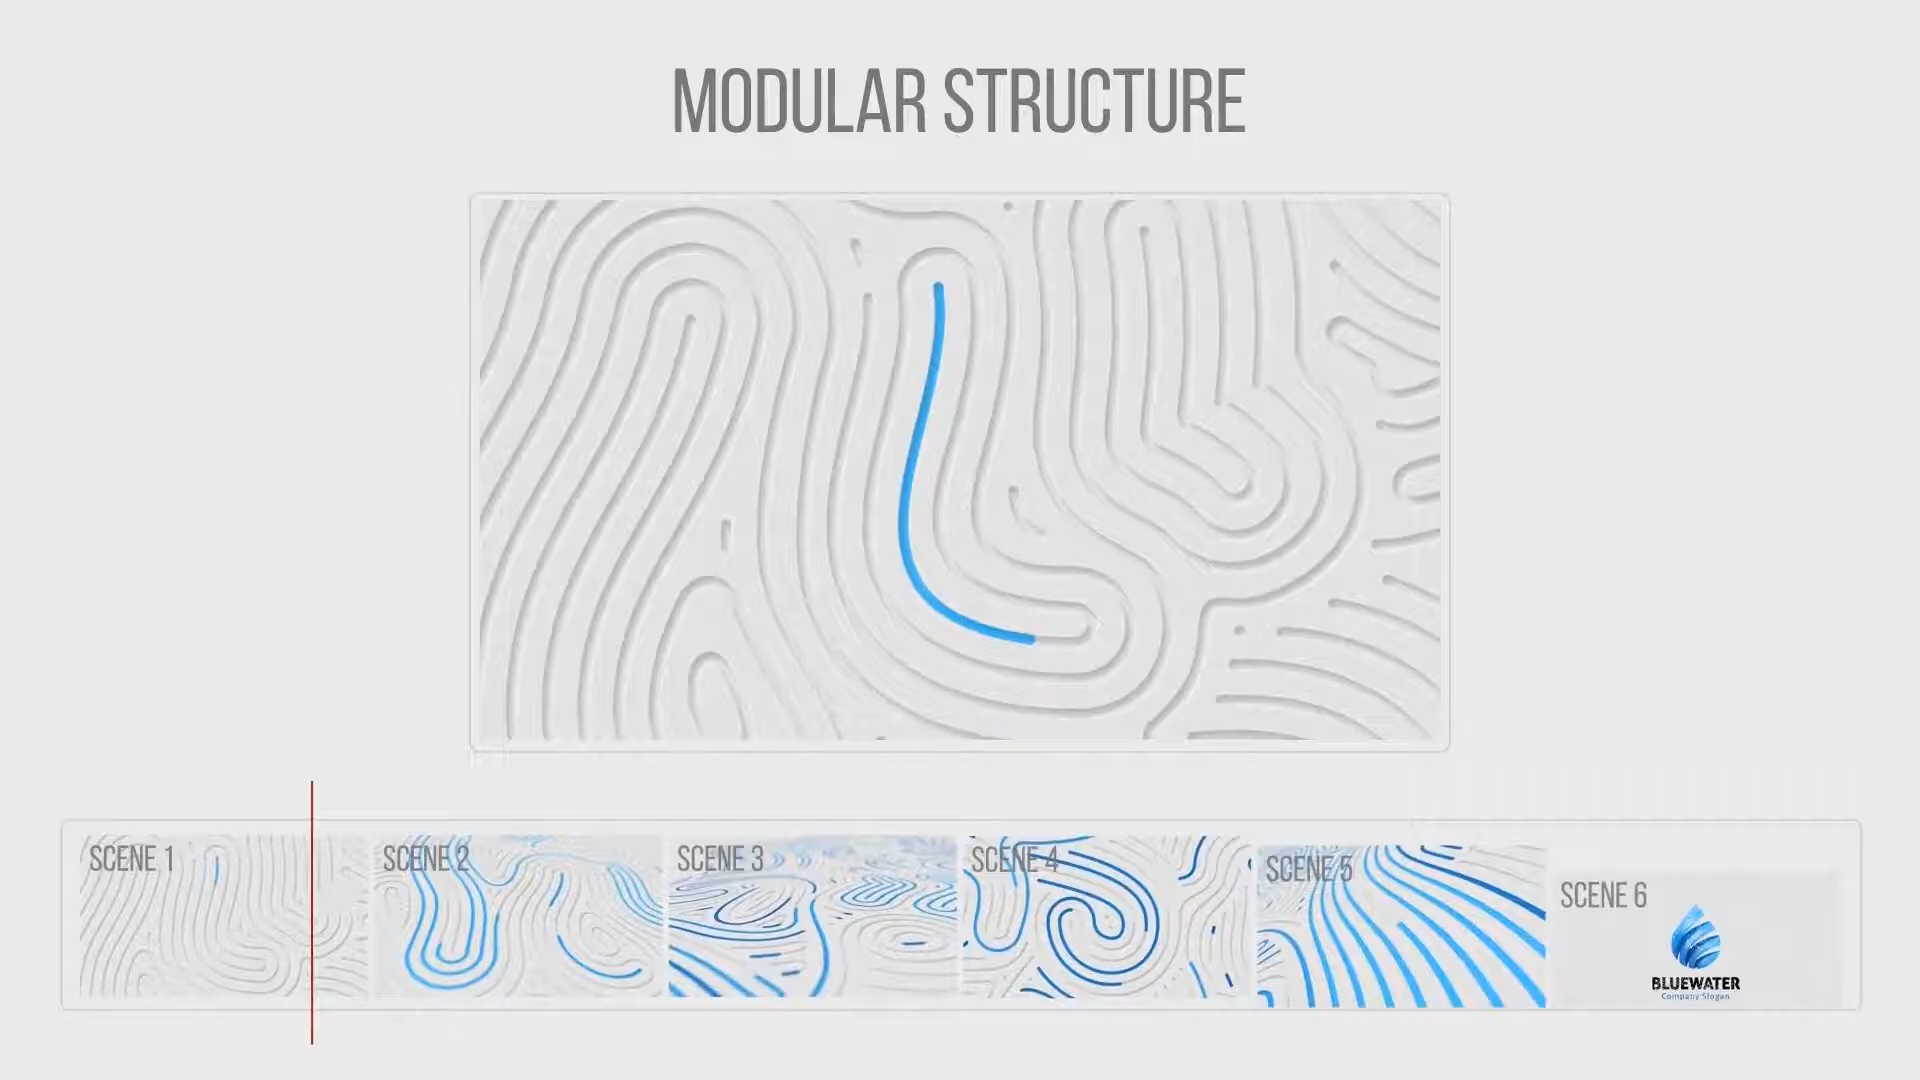 MODULAR STRUCTURE
SCENE 1
SCENE 2
SCENE 3
SCENE 4
SCENE 5
SCENE 6
BLUEWATER
Company Slogan